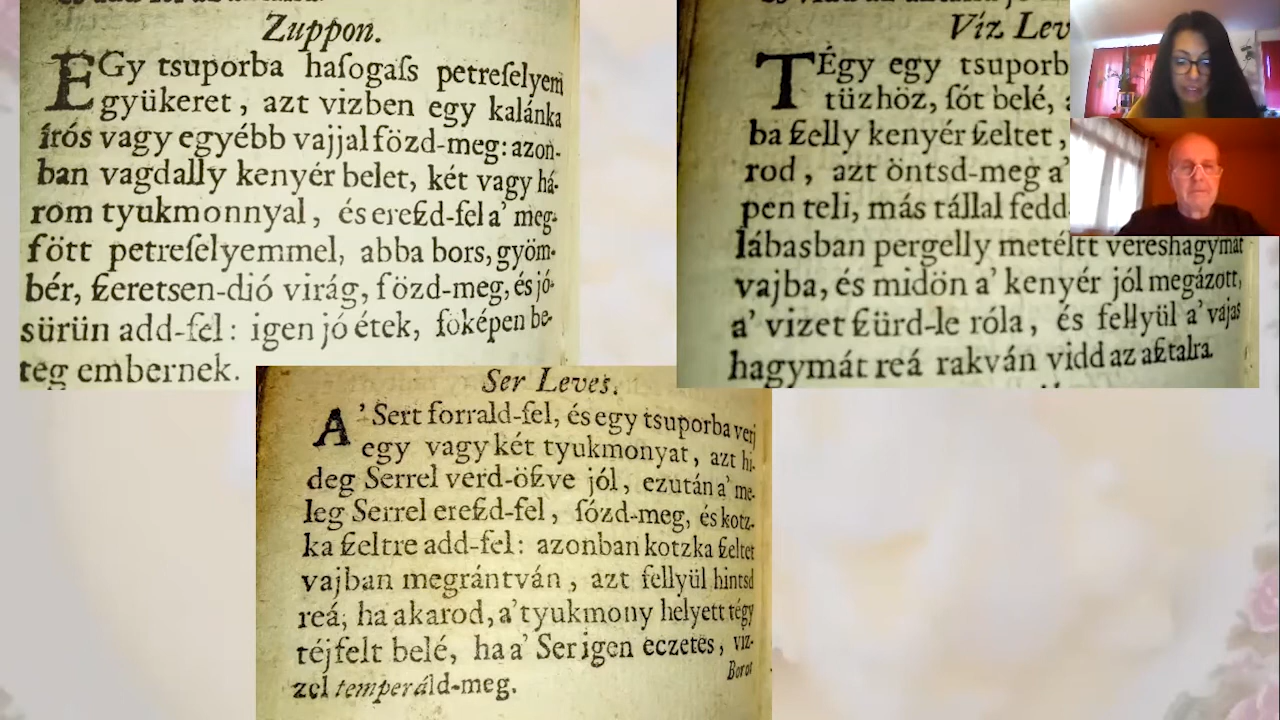 Zuppon.
EGy tsuporba haſogaſs petreſelyem
gyükeret, azt vizben egy kalánka
írós vagy egyébb vajjal fözd-meg: azon-
ban vagdally kenyér belet, két vagy há-
rom tyukmonnyal, és ereſzd-fel a' meg-
fött petreſelyemmel, abba bors, gyöm-
bér, ſzeretsen-dió virág, fözd-meg, és jó
sürün add-fel: igen jó étek, foképen be-
teg embernek.
Víz Lev
TÉgy egy tsuporb
tüzhöz, ſót belé,
ba ſzelly kenyér ſzeltet,
rod, azt öntsd-meg a'
pen teli, más tállal fedd
lábasban pergelly metéltt vereshagymát
vajba, és midön a' kenyér jól megázott,
a' vizet ſzürd-le róla, és fellyül a' vajas
hagymát reá rakván vidd az aſztalra.
Ser Leves.
A' Sert forrald-fel, és egy tsuporba verj
egy vagy két tyukmonyat, azt hi-
deg Serrel verd-öſzve jól, ezután a' me-
leg Serrel ereſzd-fel, ſózd-meg, és kotz-
ka ſzeltre add-fel: azonban kotzka ſzeltet
vajban megrántván, azt fellyül hintsd
reá; ha akarod, a' tyukmony helyett tégy
téjfelt belé, ha a' Ser igen eczetes, viz-
zel temperáld-meg.